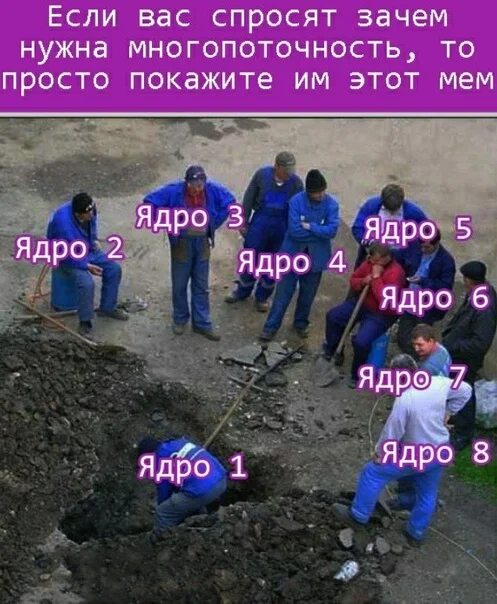 Если вас спросят зачем
нужна многопоточность, то
просто покажите им этот мем
Ядро 3
Ядро 2
Ядро 5
Ядро 4
Ядро 6
Ядро 7
Ядро 1
Ядро 8